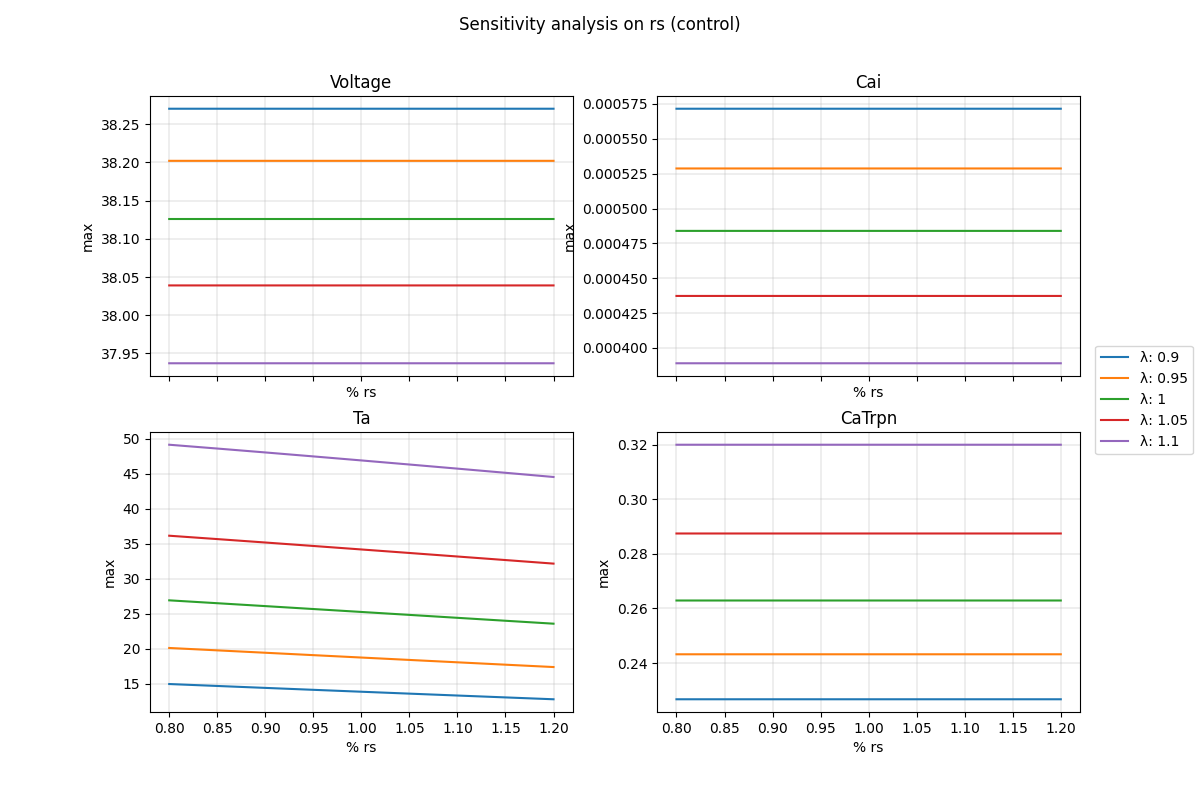 Sensitivity analysis on rs (control)
Voltage
38.25
38.20
38.15
38.10
38.05
38.00
37.95
max
% rs
Cai
0.000575
0.000550
0.000525
0.000500
0.000475
0.000450
0.000425
0.000400
max
% rs
λ: 0.9
λ: 0.95
λ: 1
λ: 1.05
λ: 1.1
Ta
50
45
40
35
30
25
20
15
max
0.80 0.85 0.90 0.95 1.00 1.05 1.10 1.15 1.20
% rs
CaTrpn
0.32
0.30
0.28
0.26
0.24
max
0.80 0.85 0.90 0.95 1.00 1.05 1.10 1.15 1.20
% rs